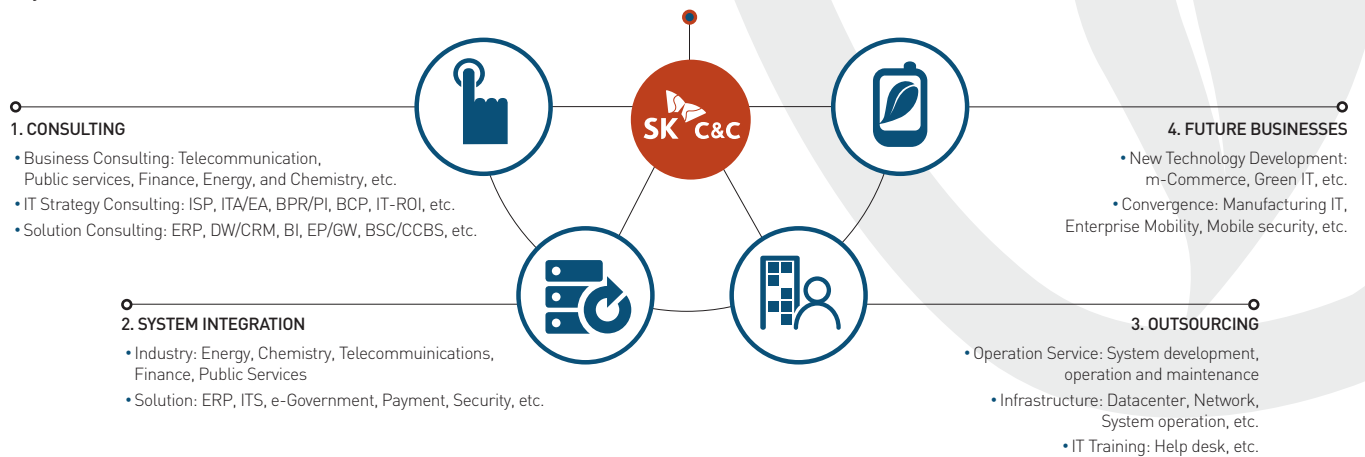 SK C&C
1. CONSULTING
• Business Consulting: Telecommunication,
Public services, Finance, Energy, and Chemistry, etc.
• IT Strategy Consulting: ISP, ITA/EA, BPR/PI, BCP, IT-ROI, etc.
• Solution Consulting: ERP, DW/CRM, BI, EP/GW, BSC/CCBS, etc.
2. SYSTEM INTEGRATION
• Industry: Energy, Chemistry, Telecommuinications,
Finance, Public Services
• Solution: ERP, ITS, e-Government, Payment, Security, etc.
3. OUTSOURCING
• Operation Service: System development,
operation and maintenance
• Infrastructure: Datacenter, Network,
System operation, etc.
• IT Training: Help desk, etc.
4. FUTURE BUSINESSES
• New Technology Development:
m-Commerce, Green IT, etc.
• Convergence: Manufacturing IT,
Enterprise Mobility, Mobile security, etc.